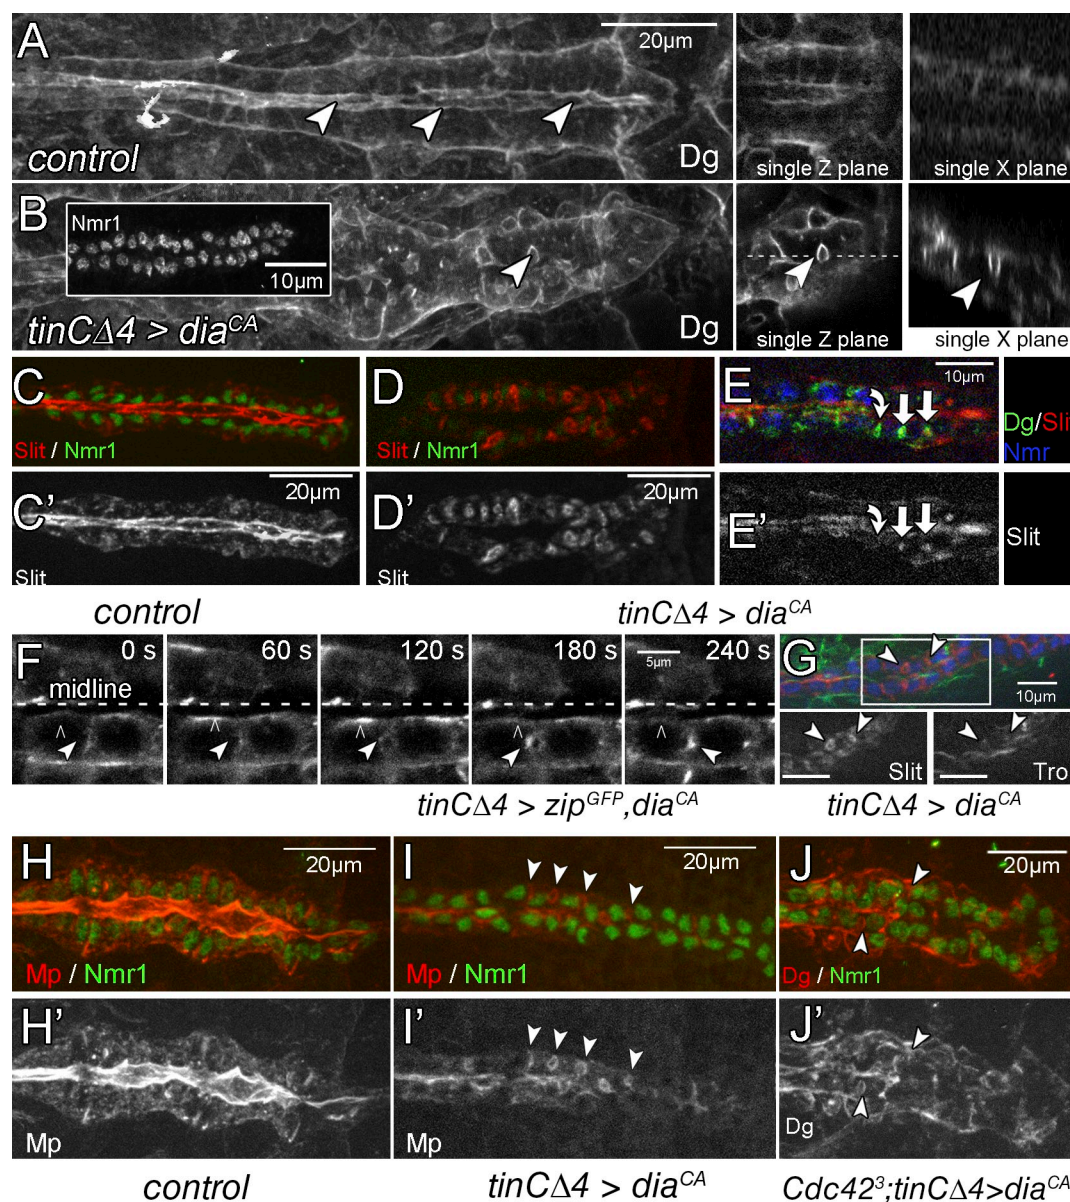 A
20µm
control
Dg
single Z plane
single X plane
B
Nmr1
10µm
tinCΔ4 > dia^CA
Dg
single Z plane
single X plane
C
Slit / Nmr1
D
Slit / Nmr1
E
10µm
Dg/Sli
Nmr
C'
20µm
Slit
D'
20µm
Slit
E'
Slit
control
tinCΔ4 > dia^CA
F
0 s
60 s
120 s
180 s
240 s
midline
5µm
^
^
^
^
^
tinCΔ4 > zip^GFP,dia^CA
G
10µm
Slit
Tro
tinCΔ4 > dia^CA
H
20µm
Mp / Nmr1
I
20µm
Mp / Nmr1
J
20µm
Dg / Nmr1
H'
Mp
I'
Mp
J'
Dg
control
tinCΔ4 > dia^CA
Cdc42^3;tinCΔ4>dia^CA